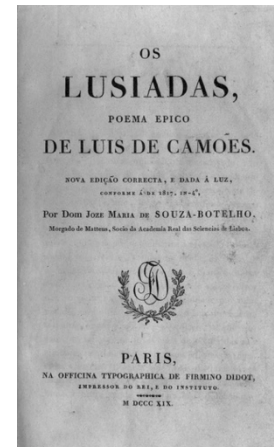 OS
LUSIADAS,
POEMA EPICO
DE LUIS DE CAMÕES.
NOVA EDIÇÃO CORRECTA, E DADA Á LUZ,
CONFORME Á DE 1817, IN-4º,
Por Dom Joze Maria de SOUZA-BOTELHO,
Morgado de Matteus, Socio da Academia Real das Sciencias de Lisboa.
PARIS,
NA OFFICINA TYPOGRAPHICA DE FIRMINO DIDOT,
IMPRESSOR DO REI, E DO INSTITUTO.
M DCCC XIX.